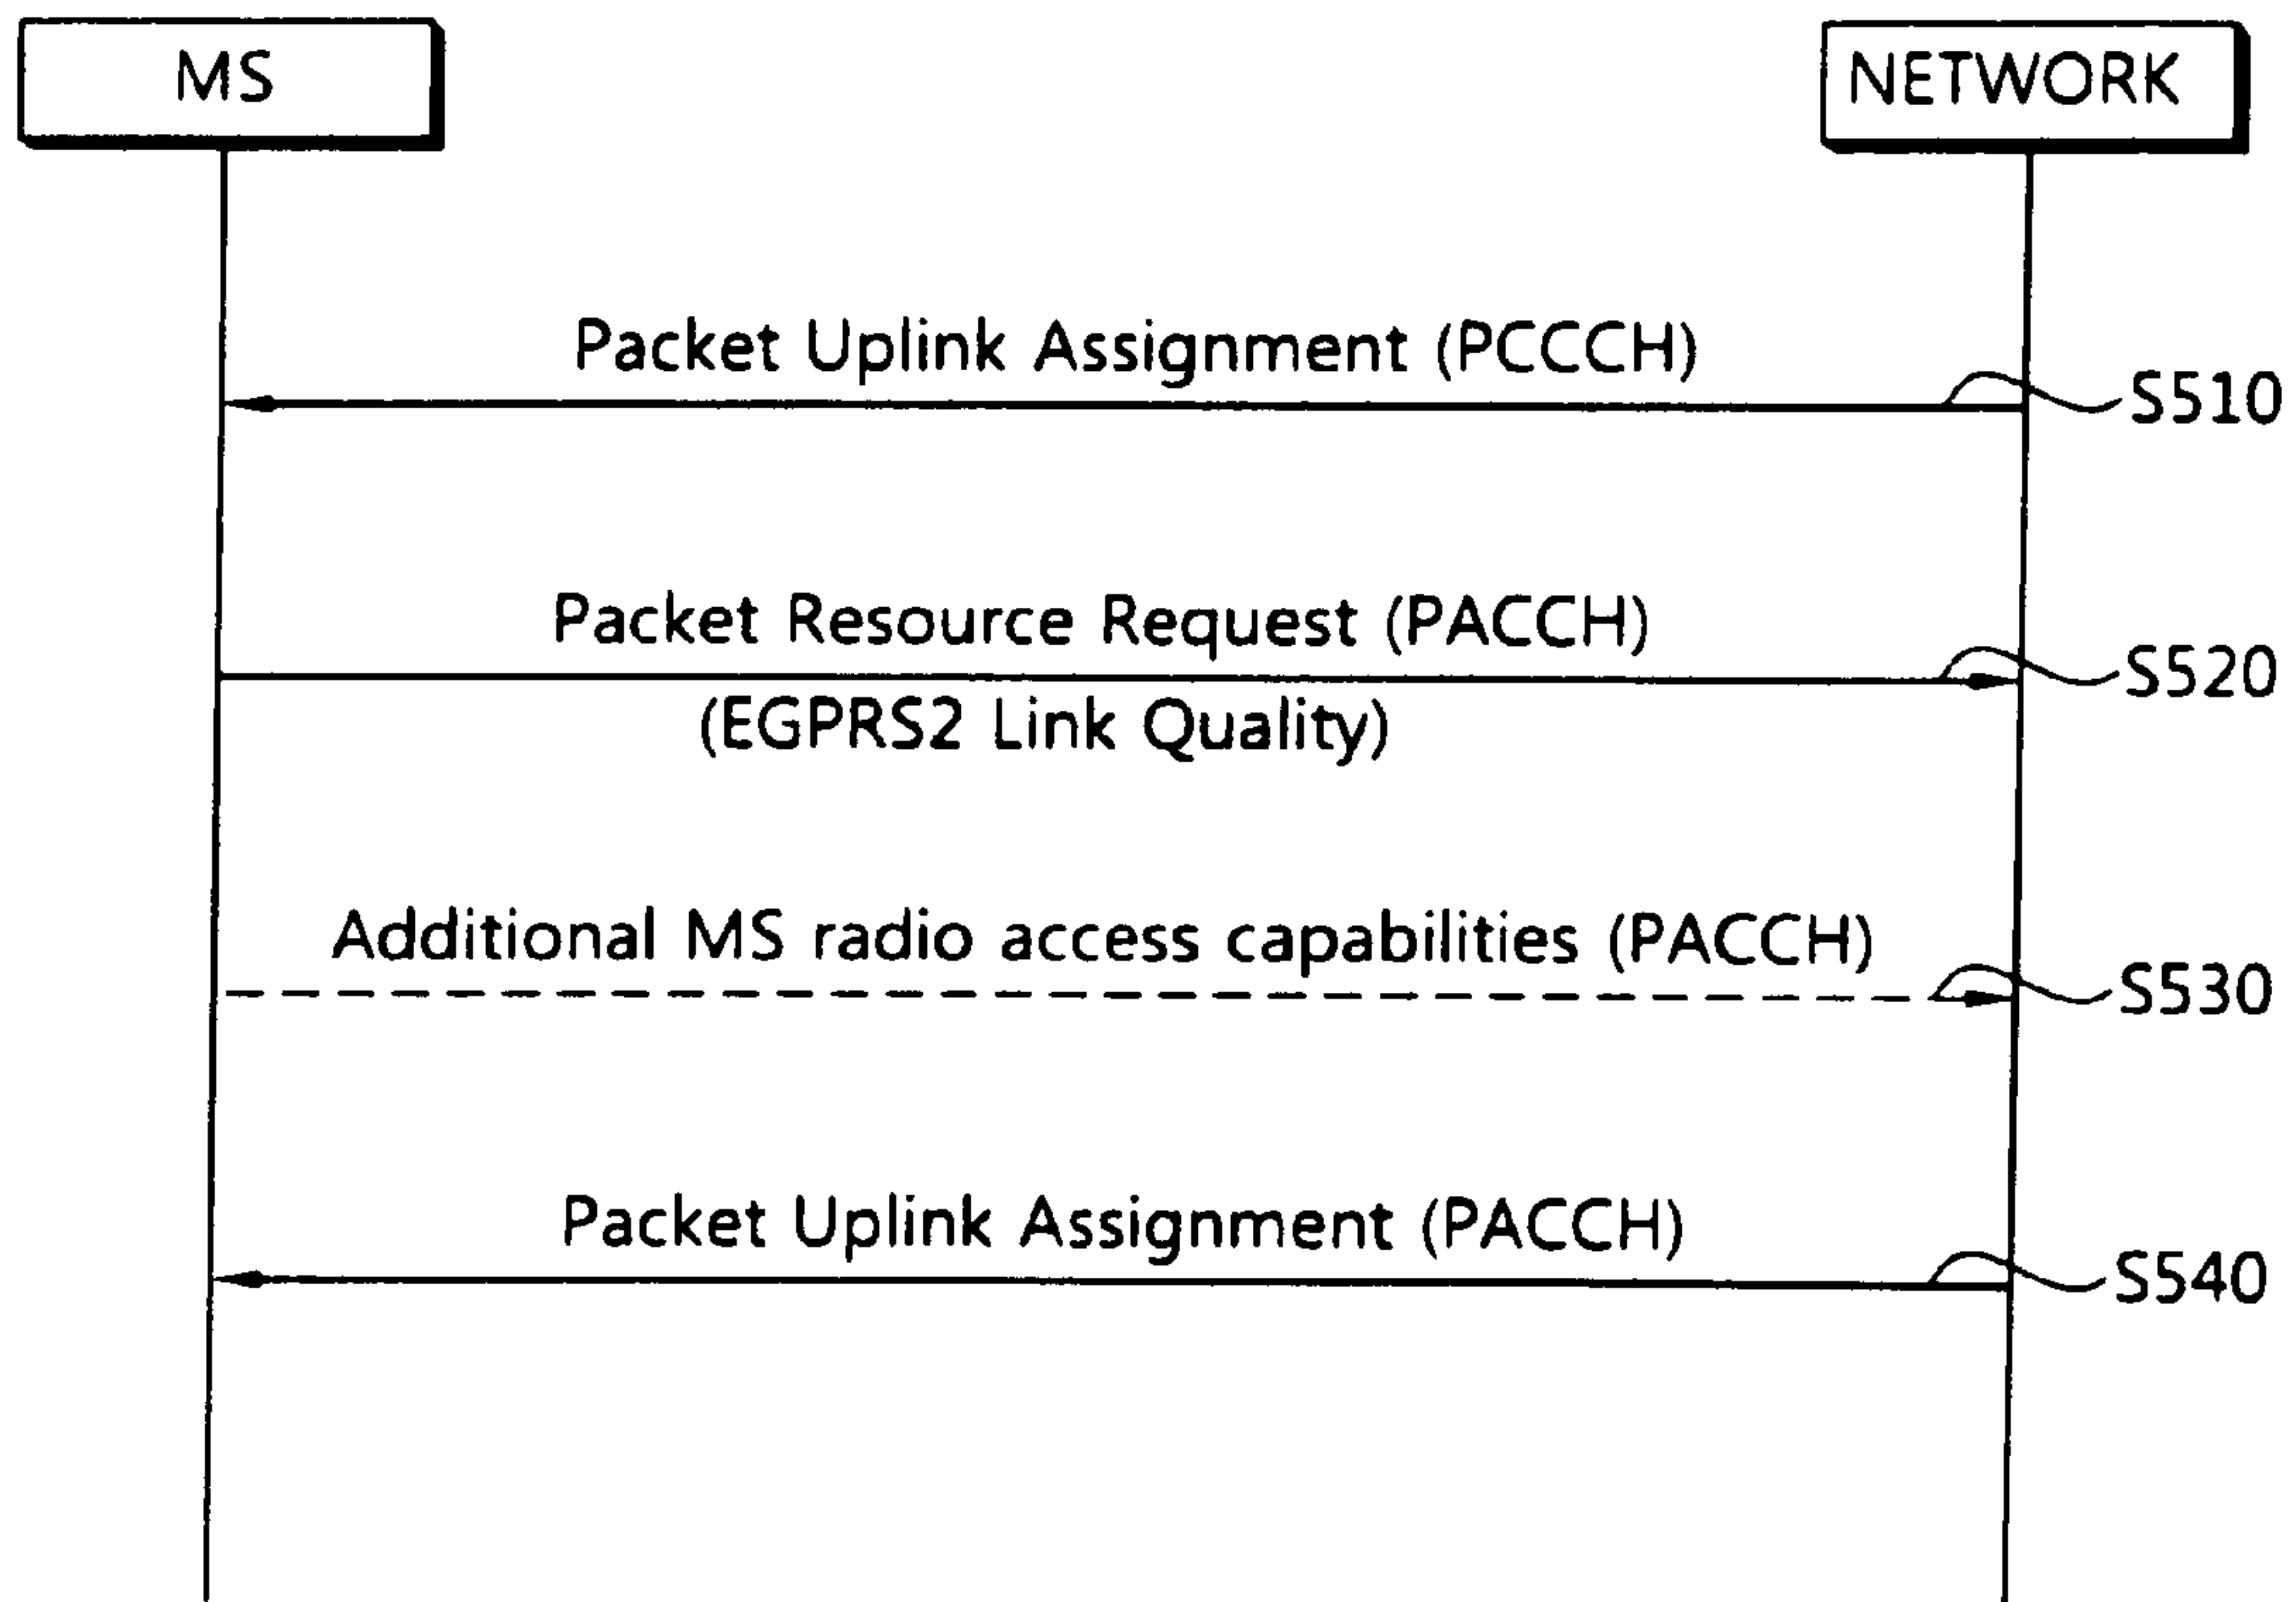 MS
NETWORK
Packet Uplink Assignment (PCCCH)
S510
Packet Resource Request (PACCH)
S520
(EGPRS2 Link Quality)
Additional MS radio access capabilities (PACCH)
S530
Packet Uplink Assignment (PACCH)
S540